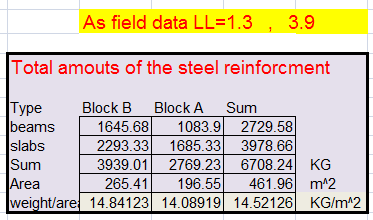 As field data LL=1.3 , 3.9
Total amouts of the steel reinforcment
Type Block B Block A Sum
beams 1645.68 1083.9 2729.58
slabs 2293.33 1685.33 3978.66
Sum 3939.01 2769.23 6708.24 KG
Area 265.41 196.55 461.96 m^2
weight/area 14.84123 14.08919 14.52126 KG/m^2